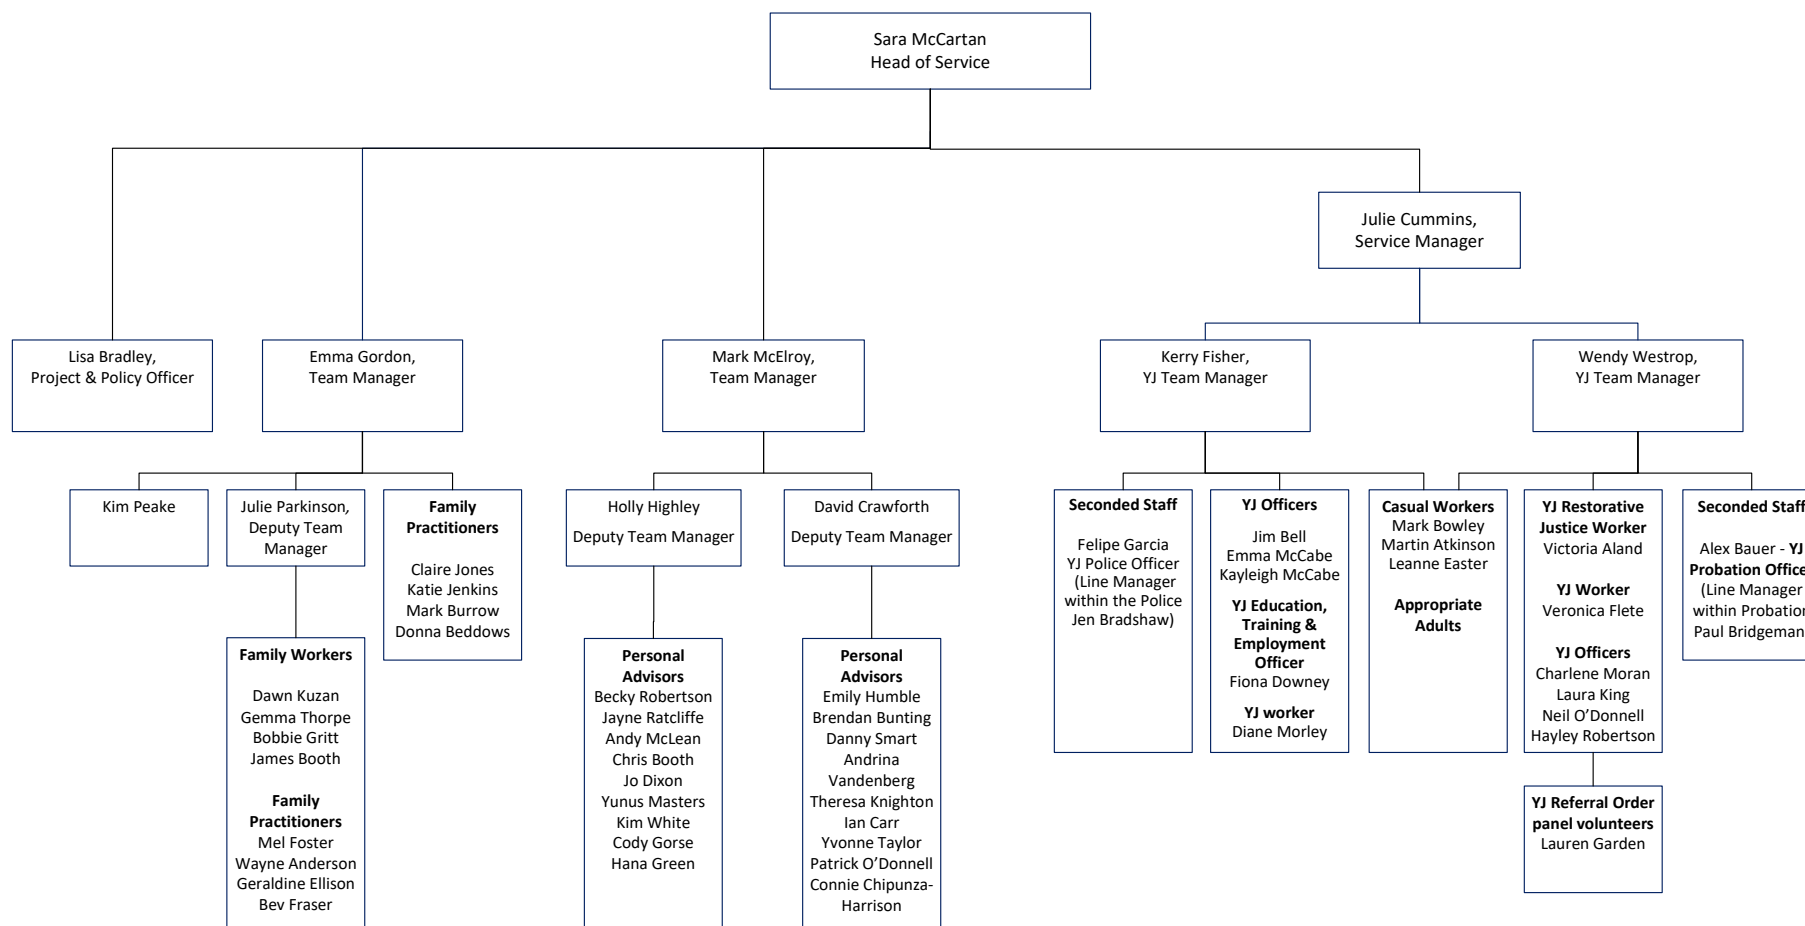 Sara McCartan
Head of Service
Julie Cummins,
Service Manager
Lisa Bradley,
Project & Policy Officer
Emma Gordon,
Team Manager
Mark McElroy,
Team Manager
Kerry Fisher,
YJ Team Manager
Wendy Westrop,
YJ Team Manager
Kim Peake
Julie Parkinson,
Deputy Team
Manager
Family
Practitioners
Claire Jones
Katie Jenkins
Mark Burrow
Donna Beddows
Holly Highley
Deputy Team Manager
David Crawforth
Deputy Team Manager
Seconded Staff
Felipe Garcia
YJ Police Officer
(Line Manager
within the Police
Jen Bradshaw)
YJ Officers
Jim Bell
Emma McCabe
Kayleigh McCabe
YJ Education,
Training &
Employment
Officer
Fiona Downey
YJ worker
Diane Morley
Casual Workers
Mark Bowley
Martin Atkinson
Leanne Easter
Appropriate
Adults
YJ Restorative
Justice Worker
Victoria Aland
YJ Worker
Veronica Flete
YJ Officers
Charlene Moran
Laura King
Neil O’Donnell
Hayley Robertson
Seconded Staff
Alex Bauer - YJ
Probation Office
(Line Manager
within Probation
Paul Bridgeman
Family Workers
Dawn Kuzan
Gemma Thorpe
Bobbie Gritt
James Booth
Family
Practitioners
Mel Foster
Wayne Anderson
Geraldine Ellison
Bev Fraser
Personal
Advisors
Becky Robertson
Jayne Ratcliffe
Andy McLean
Chris Booth
Jo Dixon
Yunus Masters
Kim White
Cody Gorse
Hana Green
Personal
Advisors
Emily Humble
Brendan Bunting
Danny Smart
Andrina
Vandenberg
Theresa Knighton
Ian Carr
Yvonne Taylor
Patrick O’Donnell
Connie Chipunza-
Harrison
YJ Referral Order
panel volunteers
Lauren Garden